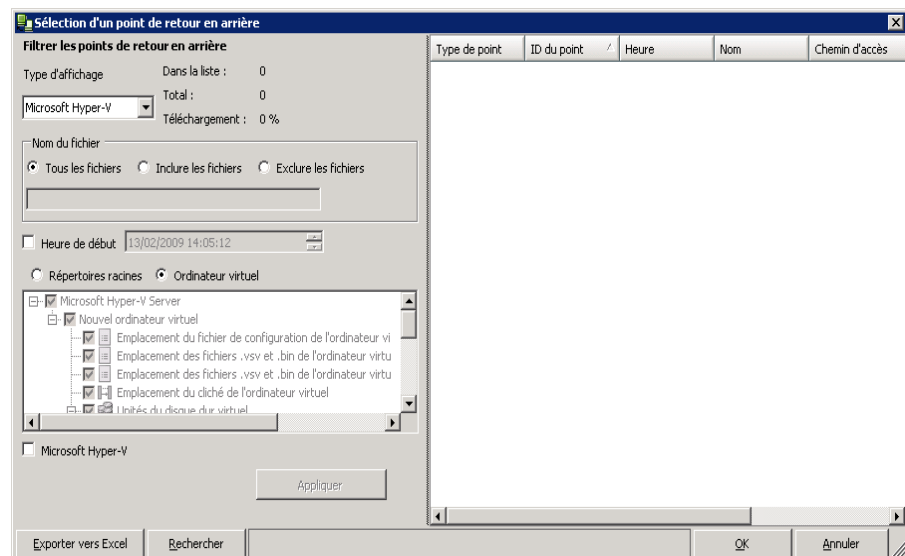 Sélection d'un point de retour en arrière
Filtrer les points de retour en arrière
Type d'affichage
Dans la liste : 0
Total : 0
Microsoft Hyper-V
Téléchargement : 0 %
Nom du fichier
Tous les fichiers Inclure les fichiers Exclure les fichiers
Heure de début 13/02/2009 14:05:12
Répertoires racines Ordinateur virtuel
Microsoft Hyper-V Server
Nouvel ordinateur virtuel
Emplacement du fichier de configuration de l'ordinateur vi
Emplacement des fichiers .vsv et .bin de l'ordinateur virtu
Emplacement des fichiers .vsv et .bin de l'ordinateur virtu
Emplacement du cliché de l'ordinateur virtuel
Unités du disque dur virtuel
Microsoft Hyper-V
Appliquer
Type de point ID du point Heure Nom Chemin d'accès
Exporter vers Excel Rechercher OK Annuler